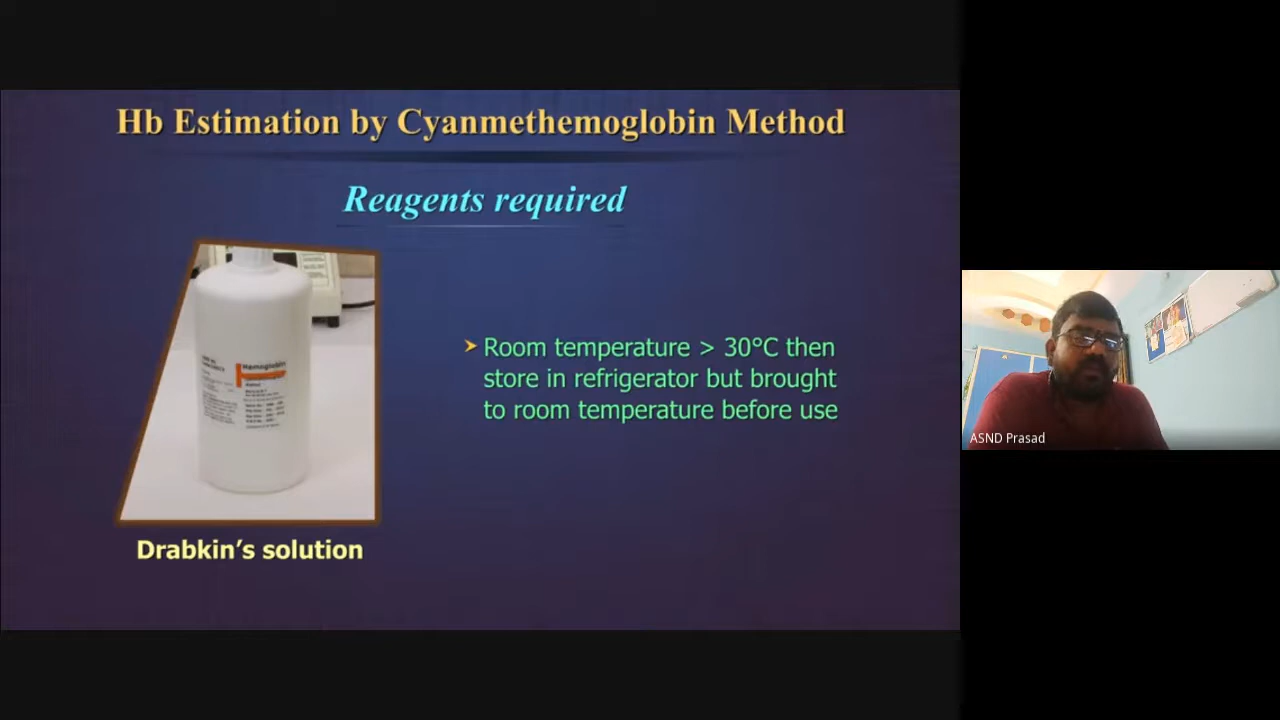 Hb Estimation by Cyanmethemoglobin Method
Reagents required
Hemoglobin
➤ Room temperature > 30°C then
store in refrigerator but brought
to room temperature before use
Drabkin’s solution
ASND Prasad